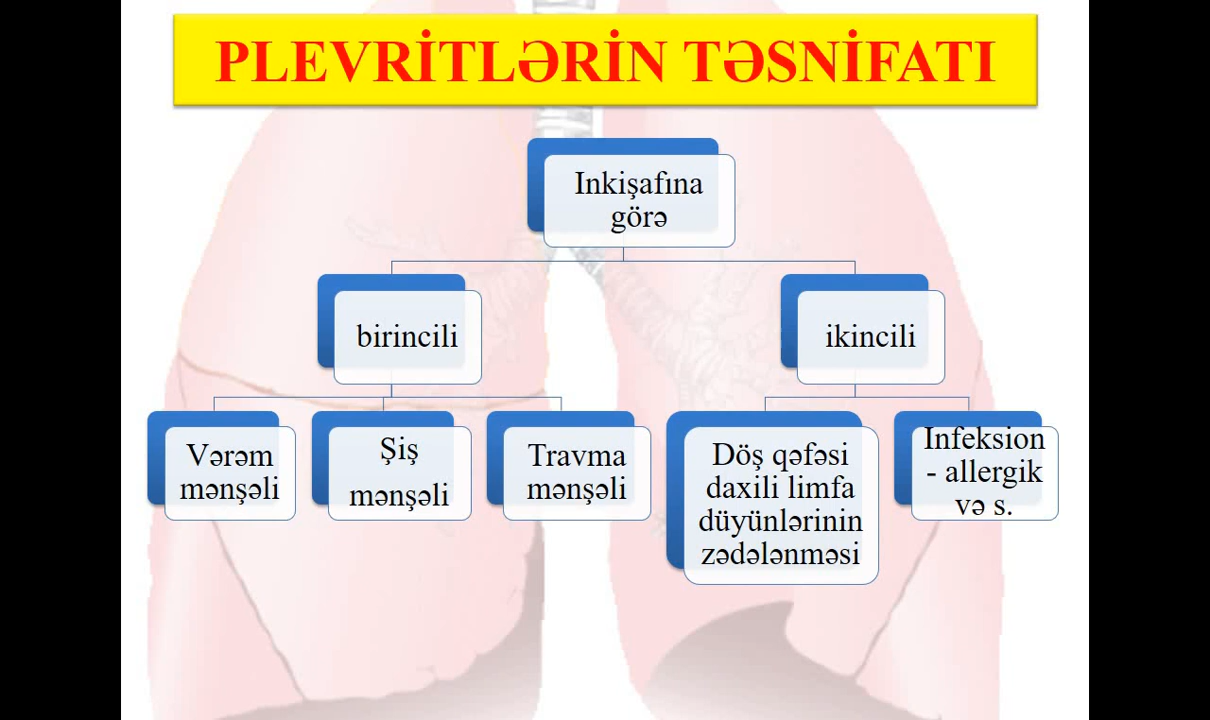 PLEVRİTLƏRİN TƏSNİFATI
Inkişafına
görə
birincili
ikincili
Vərəm
mənşəli
Şiş
mənşəli
Travma
mənşəli
Döş qəfəsi
daxili limfa
düyünlərinin
zədələnməsi
Infeksion
- allergik
və s.